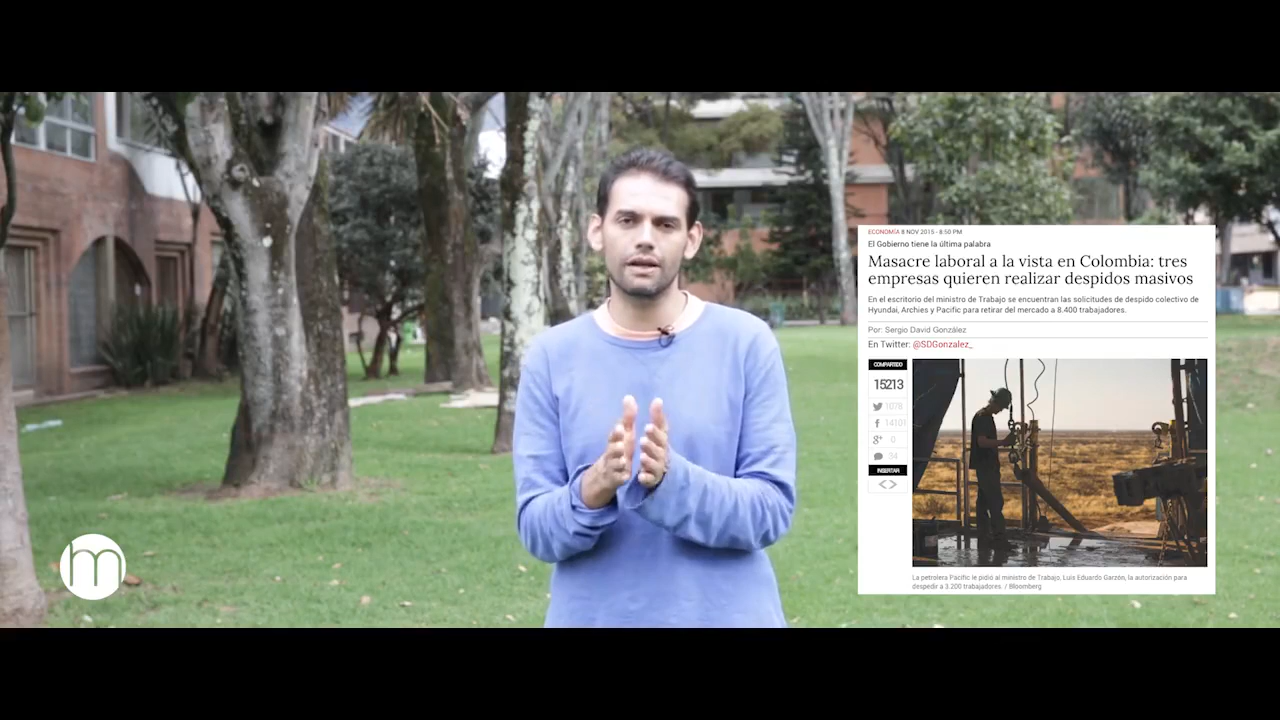 ECONOMÍA 8 NOV 2015 - 8:50 PM
El Gobierno tiene la última palabra
Masacre laboral a la vista en Colombia: tres
empresas quieren realizar despidos masivos
En el escritorio del ministro de Trabajo se encuentran las solicitudes de despido colectivo de
Hyundai, Archies y Pacific para retirar del mercado a 8.400 trabajadores.
Por: Sergio David González
En Twitter: @SDGonzalez_
COMPARTIDO
15213
1078
14101
g+ 0
34
INSERTAR
<>
La petrolera Pacific le pidió al ministro de Trabajo, Luis Eduardo Garzón, la autorización para
despedir a 3.200 trabajadores. / Bloomberg
m